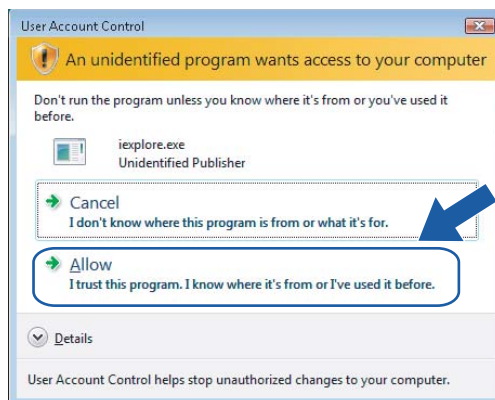 User Account Control
An unidentified program wants access to your computer
Don't run the program unless you know where it's from or you've used it
before.
iexplore.exe
Unidentified Publisher
Cancel
I don't know where this program is from or what it's for.
Allow
I trust this program. I know where it's from or I've used it before.
Details
User Account Control helps stop unauthorized changes to your computer.